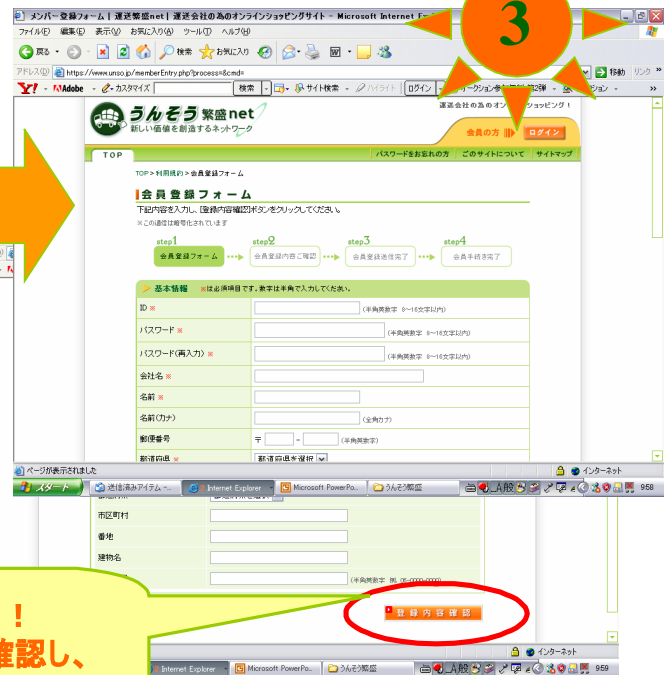 メンバー登録フォーム | 運送繁盛net | 運送会社の為のオンラインショッピングサイト - Microsoft Internet E
3
ファイル(F) 編集(E) 表示(V) お気に入り(A) ツール(T) ヘルプ(H)
戻る 検索 お気に入り
アドレス(D) https://www.unso.jp/memberEntry.php?process=&cmd= 移動 リンク »
Y! Adobe カスタマイズ 検索 サイト検索 ハイライト ログイン
うんそう 繁盛net
新しい価値を創造するネットワーク
会員の方 ログイン
TOP パスワードをお忘れの方 このサイトについて サイトマップ
TOP > 利用規約 > 会員登録フォーム
会員登録フォーム
下記内容を入力し、[登録内容確認]ボタンをクリックしてください。
※この通信は暗号化されています
step1 step2 step3 step4
会員登録フォーム 会員登録内容ご確認 会員登録送信完了 会員手続き完了
基本情報 ※は必須項目です。数字は半角で入力してください。
ID ※ (半角英数字 8〜16文字以内)
パスワード ※ (半角英数字 8〜16文字以内)
パスワード(再入力) ※ (半角英数字 8〜16文字以内)
会社名 ※
名前 ※
名前(カナ) (全角カナ)
郵便番号 〒 - (半角英数字)
都道府県 ※ 都道府県を選択
ページが表示されました インターネット
スタート 送信済みアイテム -... Internet Explorer Microsoft PowerPo... うんそう繁盛 A 般 9:58
市区町村
番地
建物名
(半角英数字 例. 06-0000-0000)
登録内容確認
！
確認し、
インターネット
Internet Explorer Microsoft PowerPo... うんそう繁盛 A 般 9:59